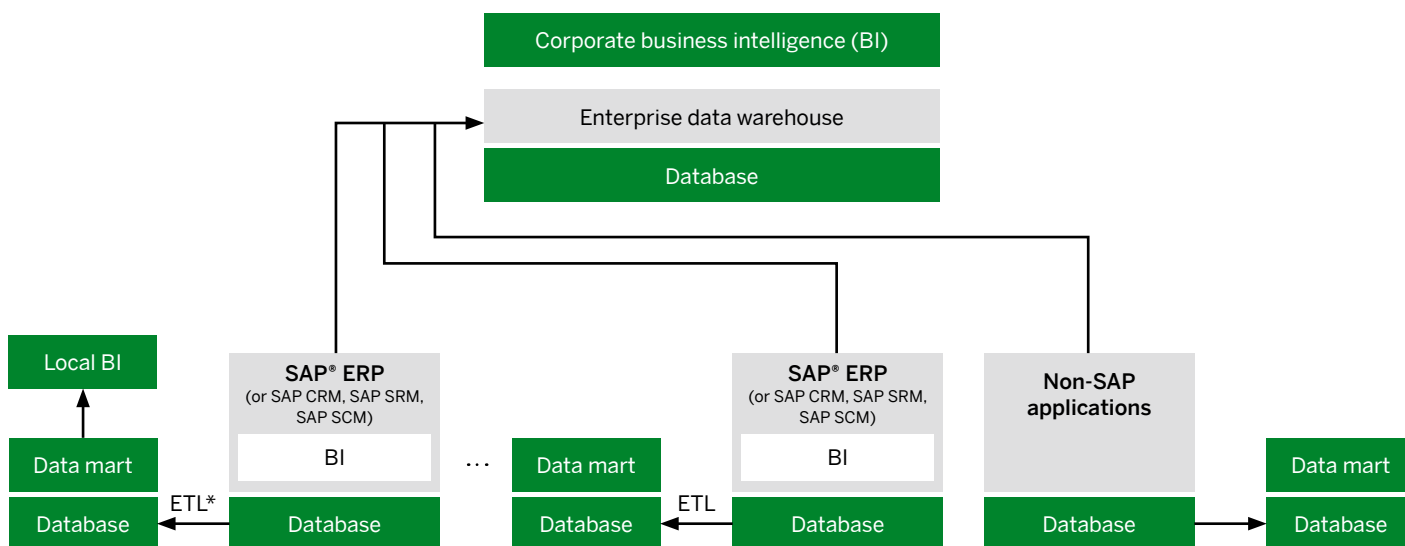 Corporate business intelligence (BI)
Enterprise data warehouse
Database
Local BI
Data mart
Database
ETL*
SAP® ERP
(or SAP CRM, SAP SRM,
SAP SCM)
BI
Database
...
Data mart
Database
ETL
SAP® ERP
(or SAP CRM, SAP SRM,
SAP SCM)
BI
Database
Non-SAP
applications
Database
Data mart
Database